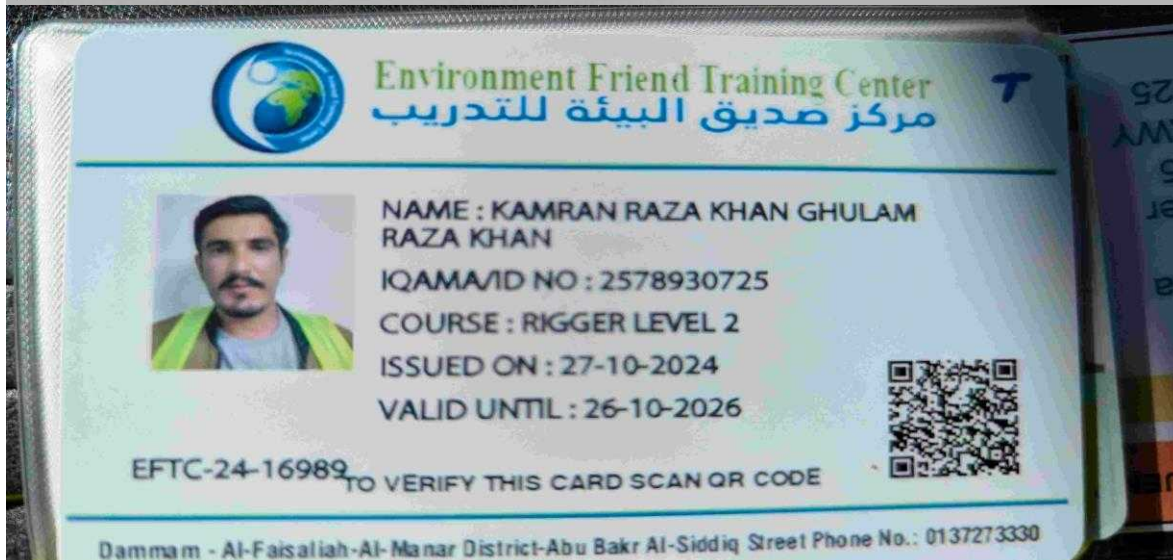 Environment Friend Training Center
مركز صديق البيئة للتدريب
NAME : KAMRAN RAZA KHAN GHULAM
RAZA KHAN
IQAMA/ID NO : 2578930725
COURSE : RIGGER LEVEL 2
ISSUED ON : 27-10-2024
VALID UNTIL : 26-10-2026
EFTC-24-16989
TO VERIFY THIS CARD SCAN QR CODE
Dammam - Al-Faisaliah-Al-Manar District-Abu Bakr Al-Siddiq Street Phone No.: 0137273330